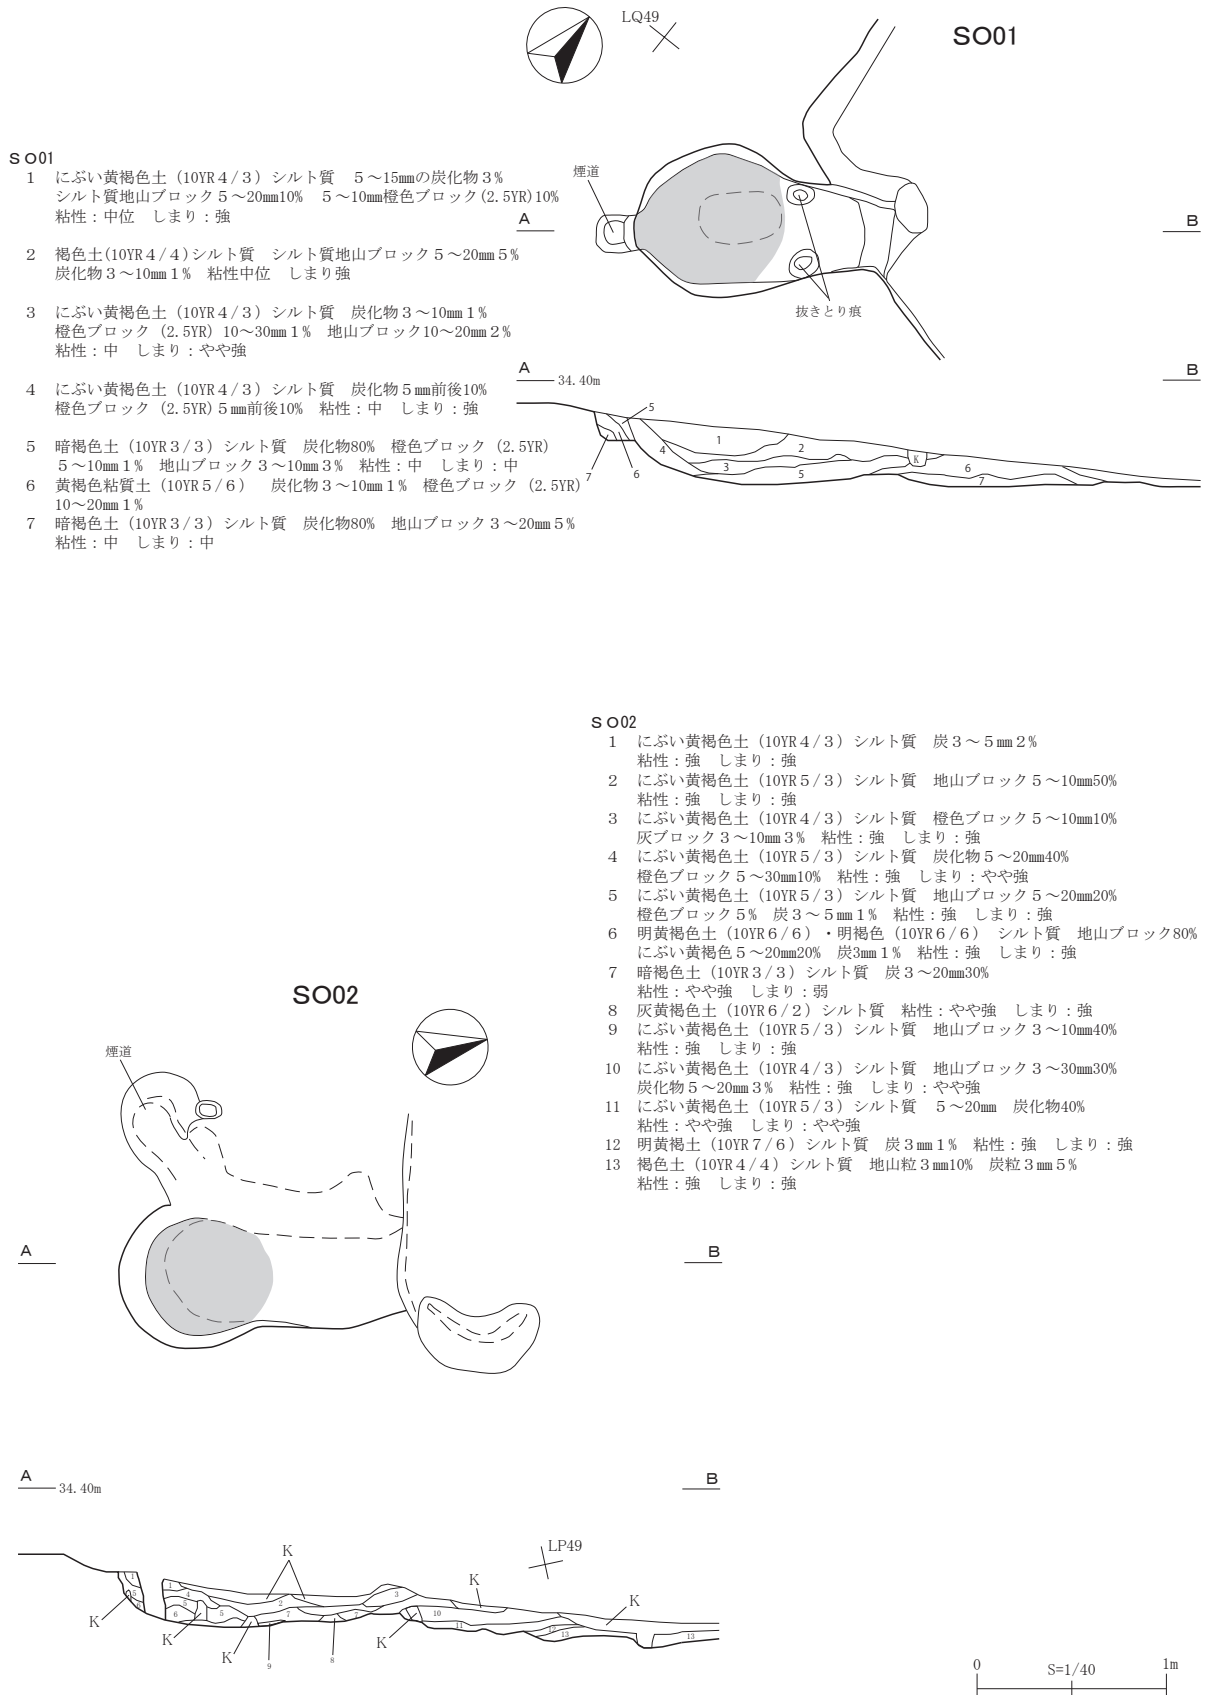 LQ49
SO01
煙道
A
B
抜きとり痕
SO01
1 にぶい黄褐色土（10YR４/３）シルト質　５～15㎜の炭化物３%
シルト質地山ブロック５～20㎜10%　５～10㎜橙色ブロック(2.5YR)10%
粘性：中位　しまり：強
2 褐色土(10YR４/４)シルト質　シルト質地山ブロック５～20㎜５%
炭化物３～10㎜１%　粘性中位　しまり強
3 にぶい黄褐色土（10YR４/３）シルト質　炭化物３～10㎜１%
橙色ブロック（2.5YR）10～30㎜１%　地山ブロック10～20㎜２%
粘性：中　しまり：やや強
4 にぶい黄褐色土（10YR４/３）シルト質　炭化物５㎜前後10%
橙色ブロック（2.5YR)５㎜前後10%　粘性：中　しまり：強
5 暗褐色土（10YR３/３）シルト質　炭化物80%　橙色ブロック（2.5YR)
５～10㎜１%　地山ブロック３～10㎜３%　粘性：中　しまり：中
6 黄褐色粘質土（10YR５/６）　炭化物３～10㎜１%　橙色ブロック（2.5YR)
10～20㎜１%
7 暗褐色土（10YR３/３）シルト質　炭化物80%　地山ブロック３～20㎜５%
粘性：中　しまり：中
A
34.40m
B
5
1
2
4
3
5
K
6
7
7
6
SO02
1 にぶい黄褐色土（10YR４/３）シルト質　炭３～５㎜２%
粘性：強　しまり：強
2 にぶい黄褐色土（10YR５/３）シルト質　地山ブロック５～10㎜50%
粘性：強　しまり：強
3 にぶい黄褐色土（10YR４/３）シルト質　橙色ブロック５～10㎜10%
灰ブロック３～10㎜３%　粘性：強　しまり：強
4 にぶい黄褐色土（10YR５/３）シルト質　炭化物５～20㎜40%
橙色ブロック５～30㎜10%　粘性：強　しまり：やや強
5 にぶい黄褐色土（10YR５/３）シルト質　地山ブロック５～20㎜20%
橙色ブロック５%　炭３～５㎜１%　粘性：強　しまり：強
6 明黄褐色土（10YR６/６）・明褐色（10YR６/６）　シルト質　地山ブロック80%
にぶい黄褐色５～20㎜20%　炭3㎜１%　粘性：強　しまり：強
7 暗褐色土（10YR３/３）シルト質　炭３～20㎜30%
粘性：やや強　しまり：弱
8 灰黄褐色土（10YR６/２）シルト質　粘性：やや強　しまり：強
9 にぶい黄褐色土（10YR５/３）シルト質　地山ブロック３～10㎜40%
粘性：強　しまり：強
10 にぶい黄褐色土（10YR４/３）シルト質　地山ブロック３～30㎜30%
炭化物５～20㎜３%　粘性：強　しまり：やや強
11 にぶい黄褐色土（10YR５/３）シルト質　５～20㎜　炭化物40%
粘性：やや強　しまり：やや強
12 明黄褐土（10YR７/６）シルト質　炭３㎜１%　粘性：強　しまり：強
13 褐色土（10YR４/４）シルト質　地山粒３㎜10%　炭粒３㎜５%
粘性：強　しまり：強
SO02
煙道
A
B
A
34.40m
B
LP49
K
K
K
1
5
6
1
4
5
6
5
2
7
7
3
10
11
12
13
13
K
K
K
K
9
8
0
S=1/40
1m